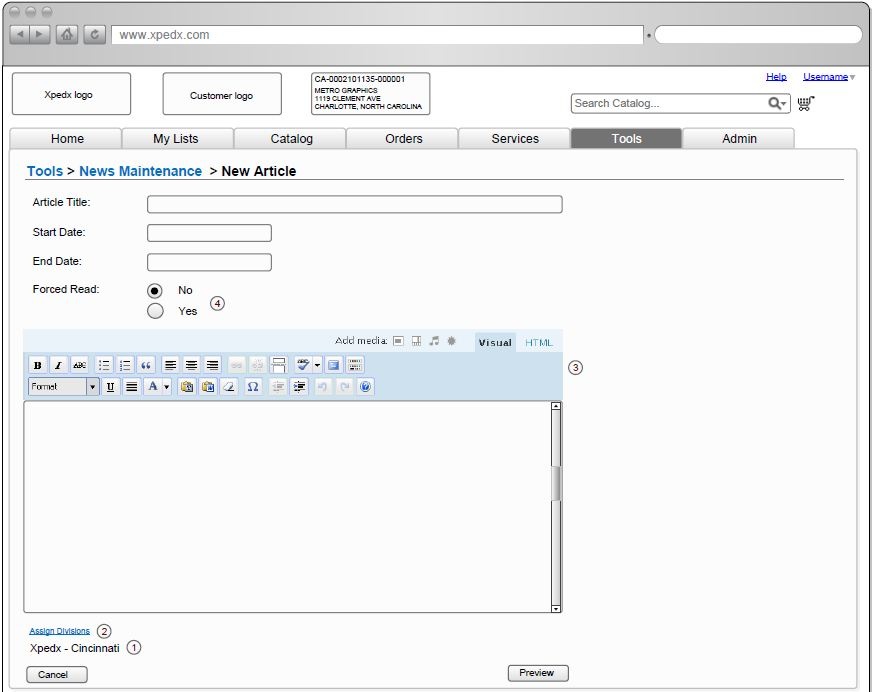 www.xpedx.com
Help Username
Xpedx logo
Customer logo
CA-0002101135-000001
METRO GRAPHICS
1119 CLEMENT AVE
CHARLOTTE, NORTH CAROLINA
Search Catalog...
Home My Lists Catalog Orders Services Tools Admin
Tools > News Maintenance > New Article
Article Title:
Start Date:
End Date:
Forced Read: No
Yes 4
Add media: Visual HTML
B I ABC ABC
3
Format U A Ω
Assign Divisions 2
Xpedx - Cincinnati 1
Cancel Preview